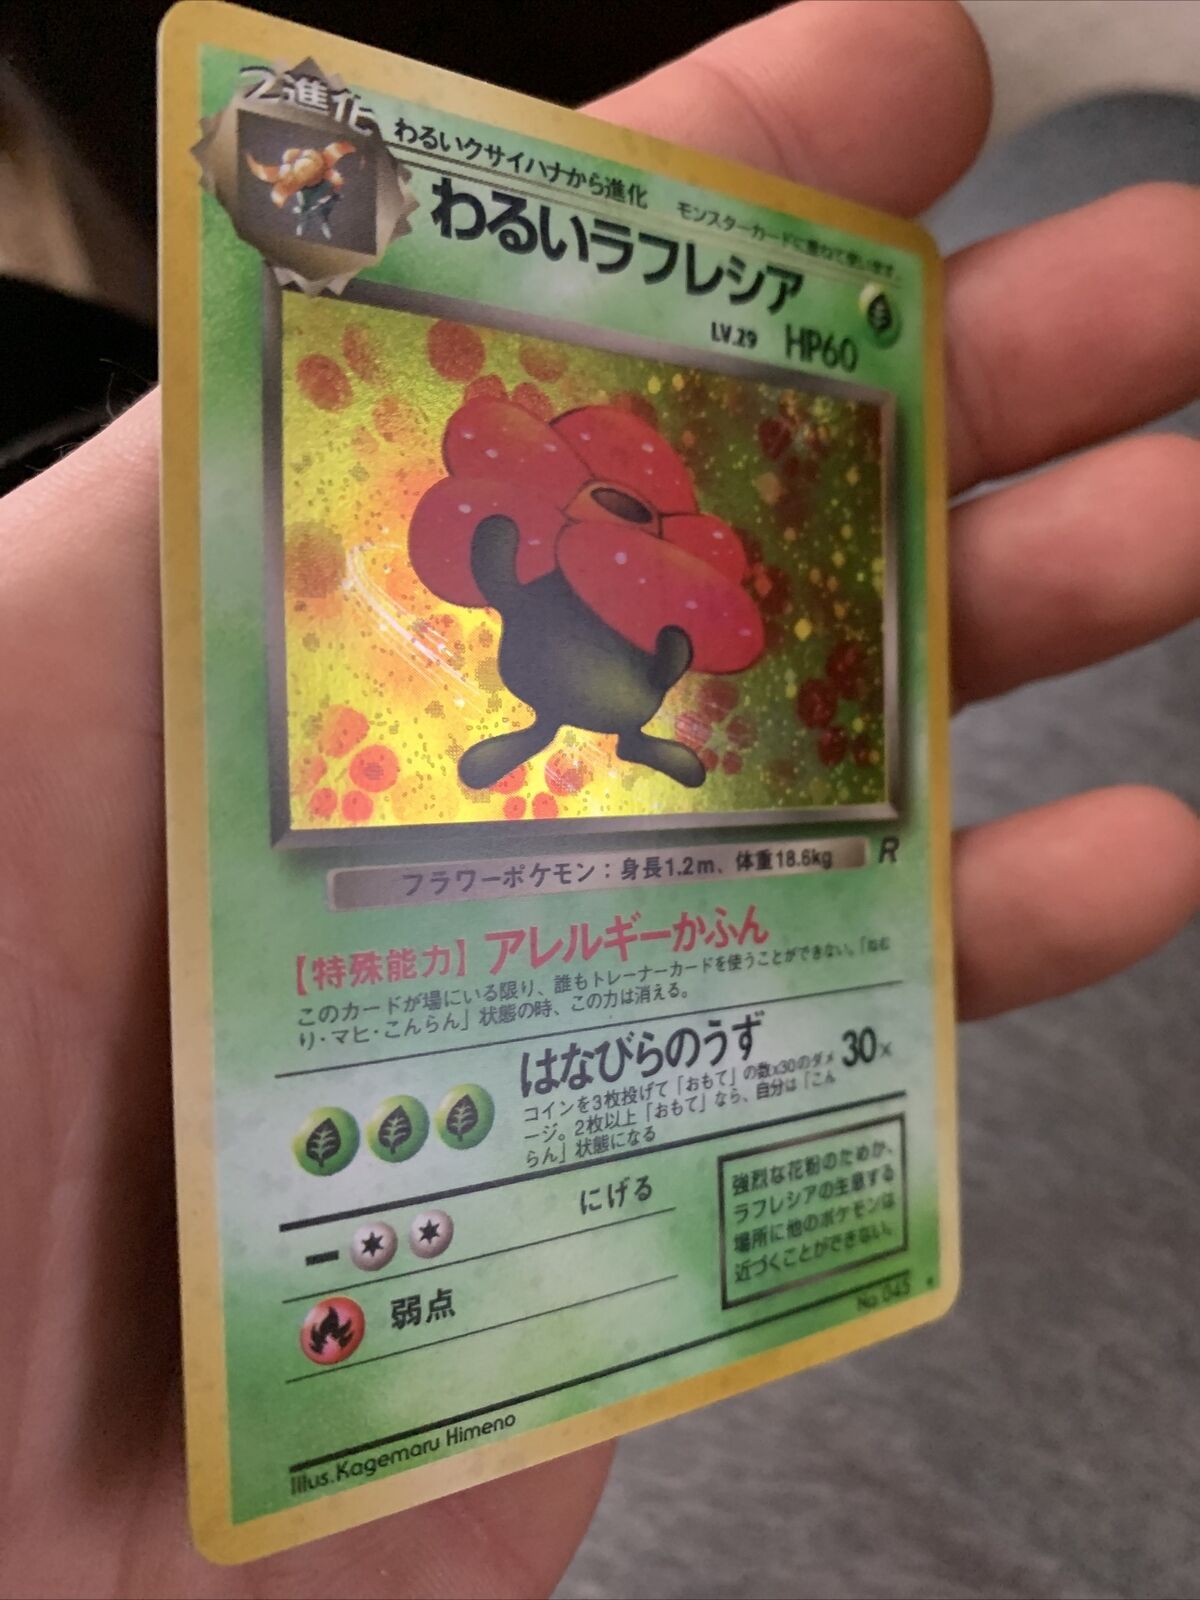 2進化
わるいクサイハナから進化 モンスターカードに重ねて使います。
わるいラフレシア
LV.29 HP60
フラワーポケモン：身長1.2m、体重18.6kg
R
【特殊能力】アレルギーかふん
このカードが場にいる限り、誰もトレーナーカードを使うことができない。「ねむ
り・マヒ・こんらん」状態の時、この力は消える。
はなびらのうず
30×
コインを3枚投げて「おもて」の数x30のダメ
ージ。2枚以上「おもて」なら、自分は「こん
らん」状態になる
にげる
弱点
強烈な花粉のためか、
ラフレシアの生息する
場所に他のポケモンは
近づくことができない。
No.045
Illus.Kagemaru Himeno